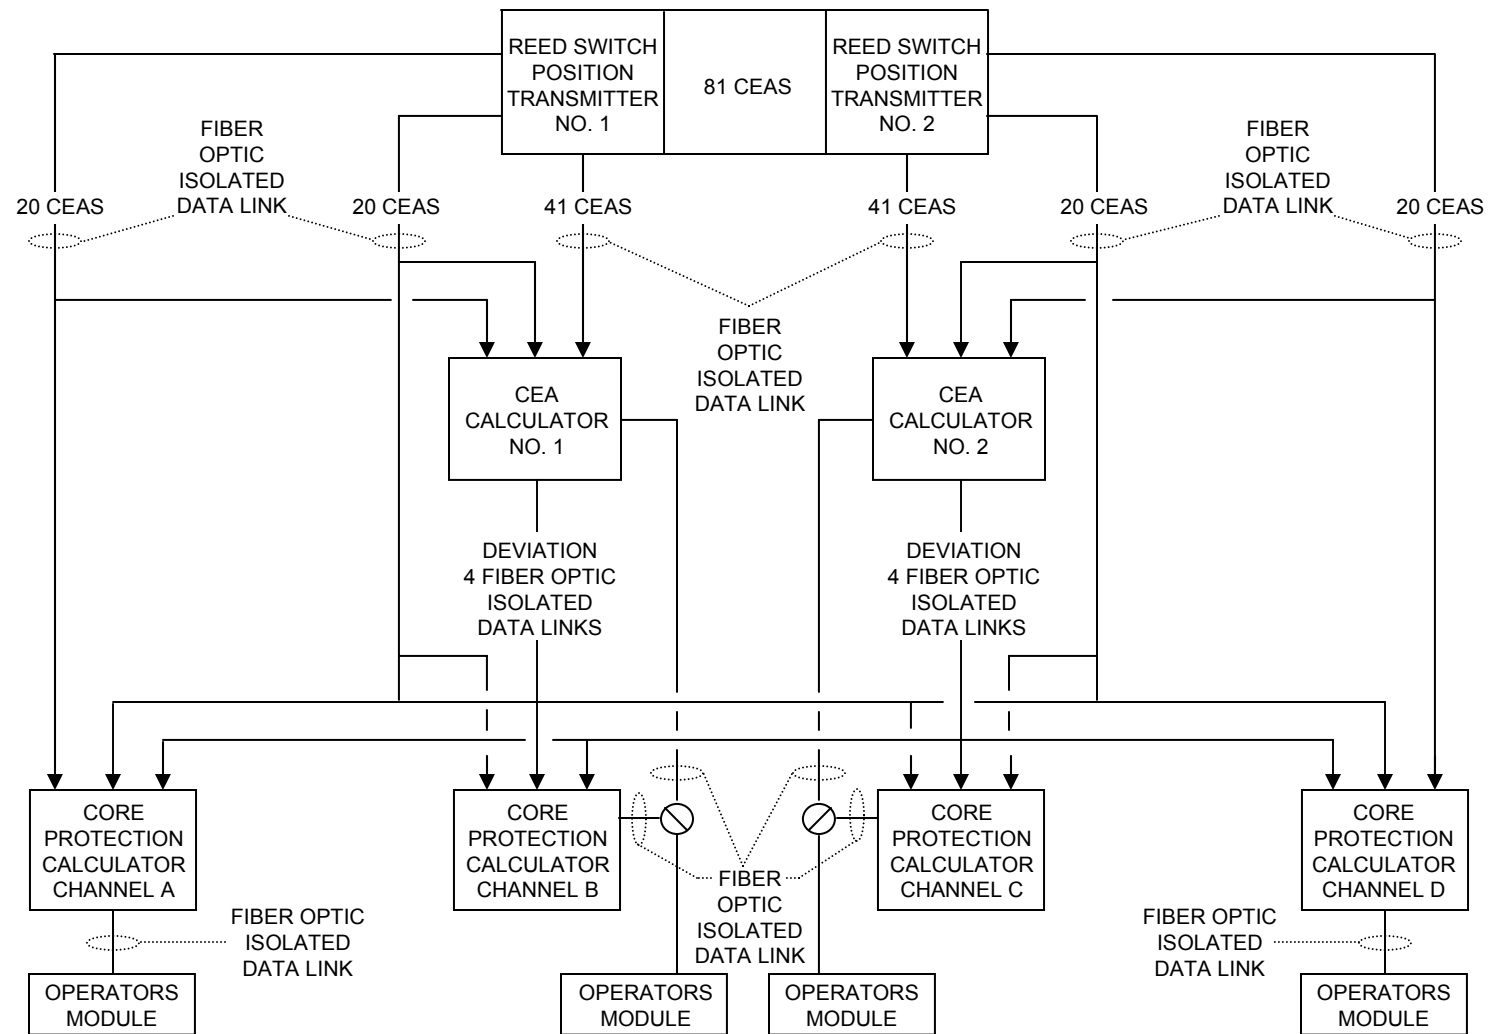 REED SWITCH
POSITION
TRANSMITTER
NO. 1
81 CEAS
REED SWITCH
POSITION
TRANSMITTER
NO. 2
FIBER
OPTIC
ISOLATED
DATA LINK
FIBER
OPTIC
ISOLATED
DATA LINK
20 CEAS
20 CEAS
41 CEAS
41 CEAS
20 CEAS
20 CEAS
FIBER
OPTIC
ISOLATED
DATA LINK
CEA
CALCULATOR
NO. 1
CEA
CALCULATOR
NO. 2
DEVIATION
4 FIBER OPTIC
ISOLATED
DATA LINKS
DEVIATION
4 FIBER OPTIC
ISOLATED
DATA LINKS
CORE
PROTECTION
CALCULATOR
CHANNEL A
CORE
PROTECTION
CALCULATOR
CHANNEL B
CORE
PROTECTION
CALCULATOR
CHANNEL C
CORE
PROTECTION
CALCULATOR
CHANNEL D
FIBER OPTIC
ISOLATED
DATA LINK
FIBER
OPTIC
ISOLATED
DATA LINK
FIBER OPTIC
ISOLATED
DATA LINK
OPERATORS
MODULE
OPERATORS
MODULE
OPERATORS
MODULE
OPERATORS
MODULE